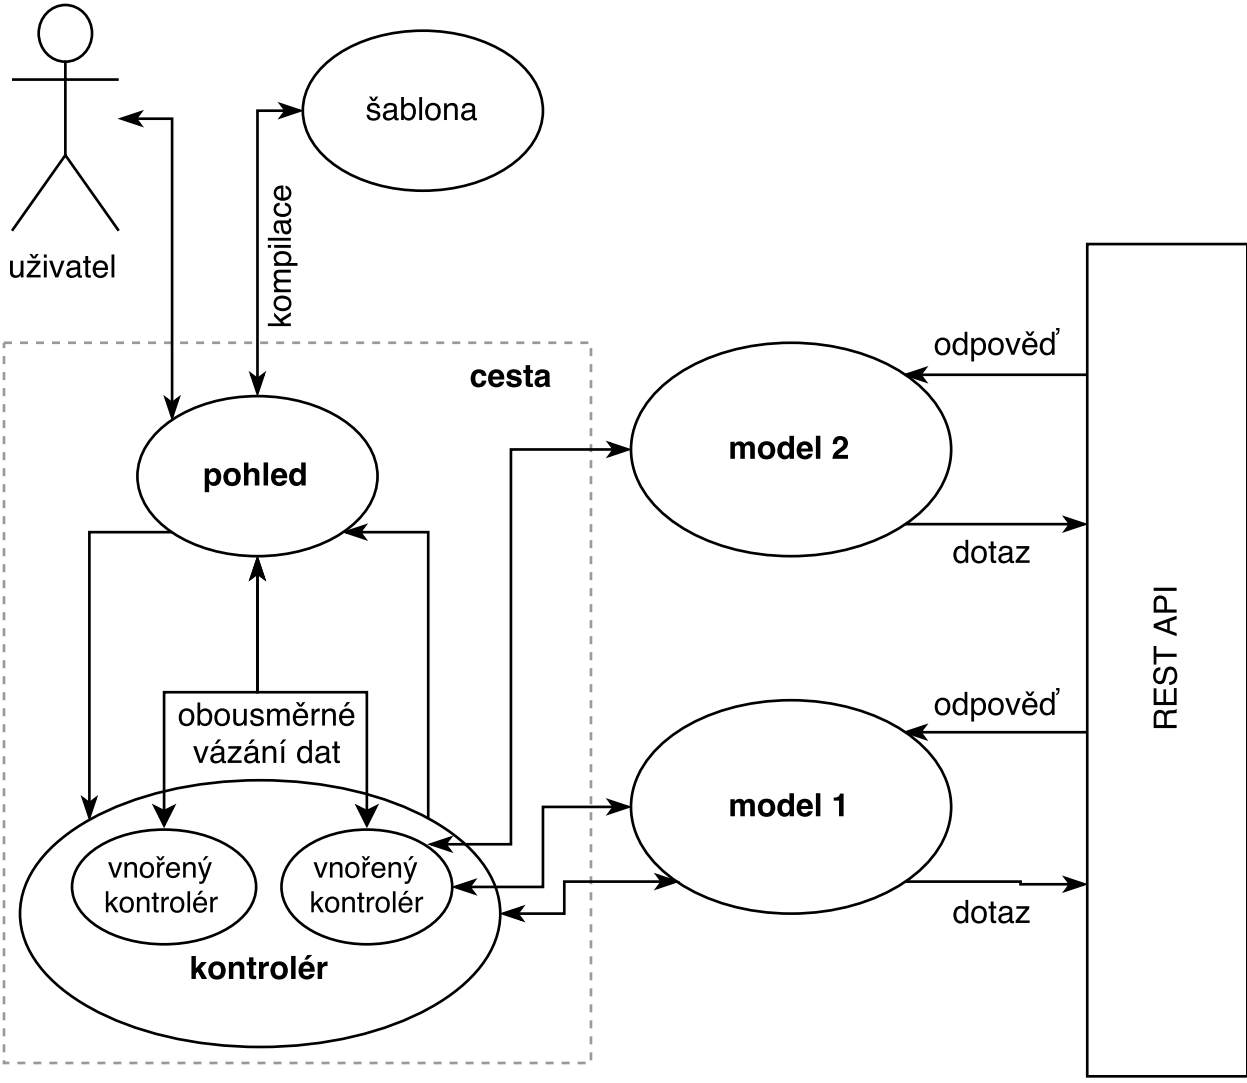 šablona
kompilace
uživatel
cesta
pohled
obousměrné
vázání dat
vnořený
kontrolér
vnořený
kontrolér
kontrolér
odpověď
model 2
dotaz
odpověď
model 1
dotaz
REST API